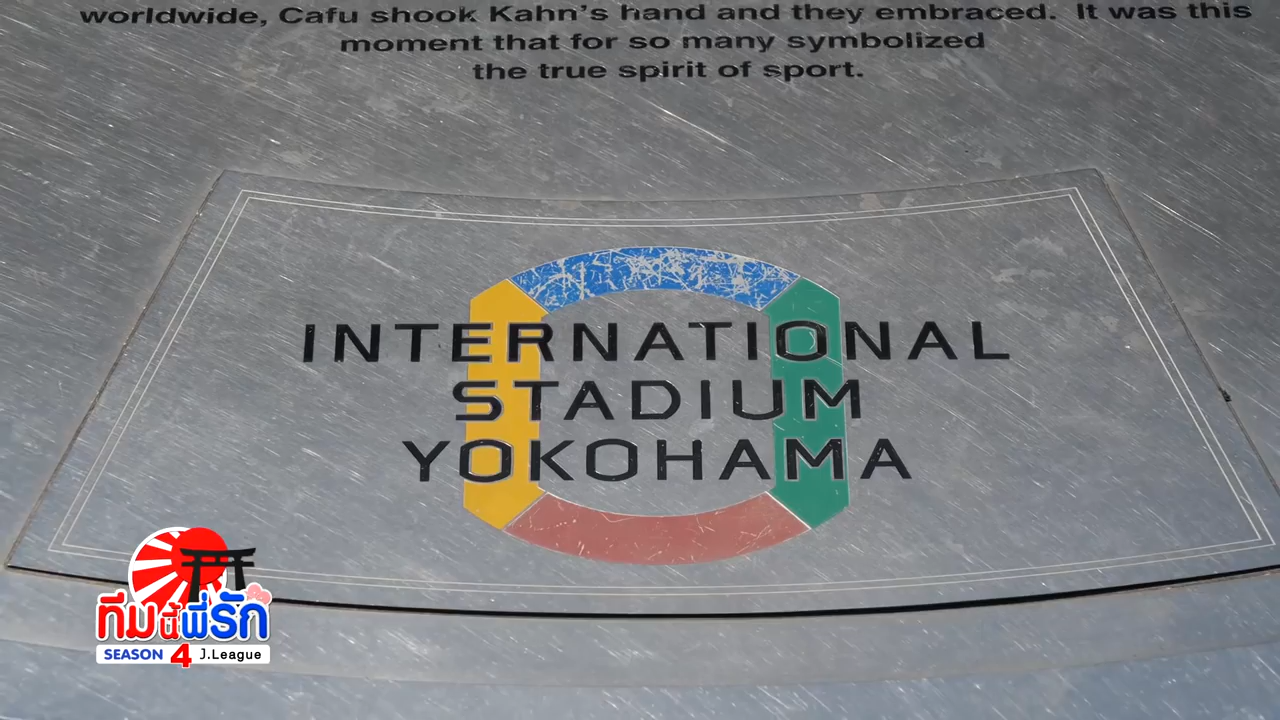 worldwide, Cafu shook Kahn's hand and they embraced. It was this
moment that for so many symbolized
the true spirit of sport.
INTERNATIONAL
STADIUM
YOKOHAMA
ทีมนี้พี่รัก
SEASON 4 J.League